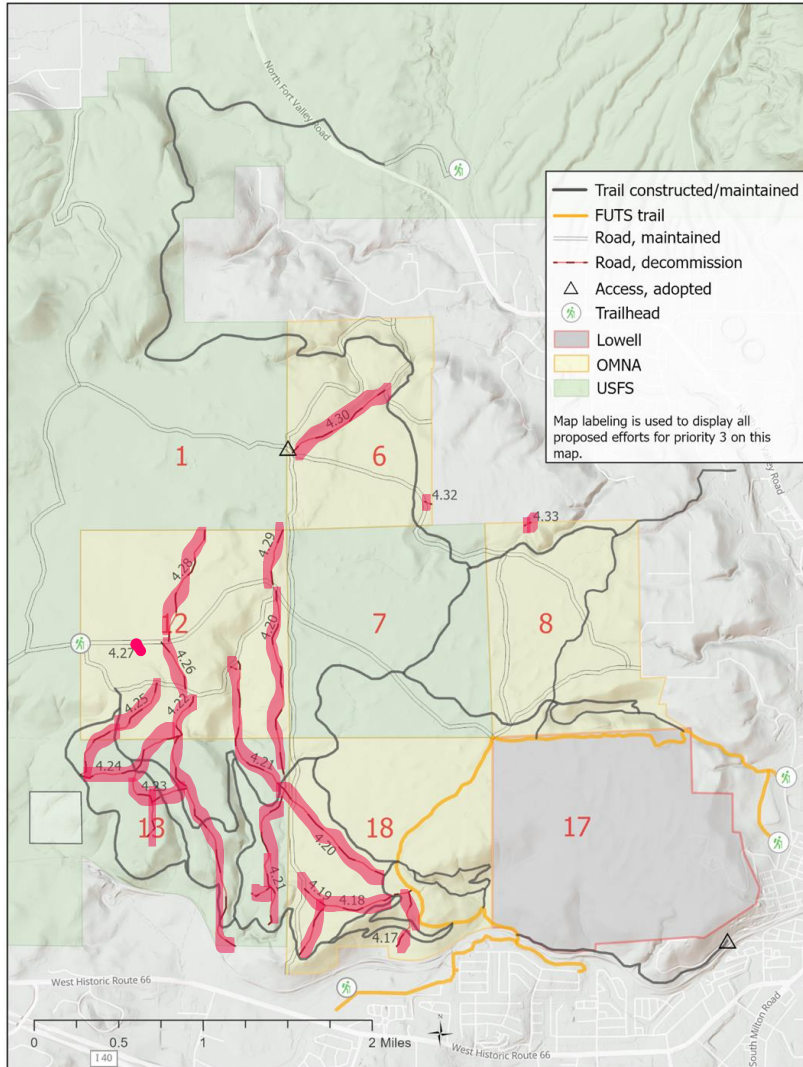 North Fort Valley Road
Trail constructed/maintained
FUTS trail
Road, maintained
Road, decommission
Access, adopted
Trailhead
Lowell
OMNA
USFS
Map labeling is used to display all
proposed efforts for priority 3 on this
map.
Valley Road
4.30
1
6
4.32
4.33
4.29
4.28
12
4.20
7
8
4.27
4.26
4.25
4.22
4.21
4.24
4.23
13
18
17
4.20
4.21
4.19
4.18
4.17
West Historic Route 66
N
0 0.5 1 2 Miles
I 40
West Historic Route 66
South Milton Road